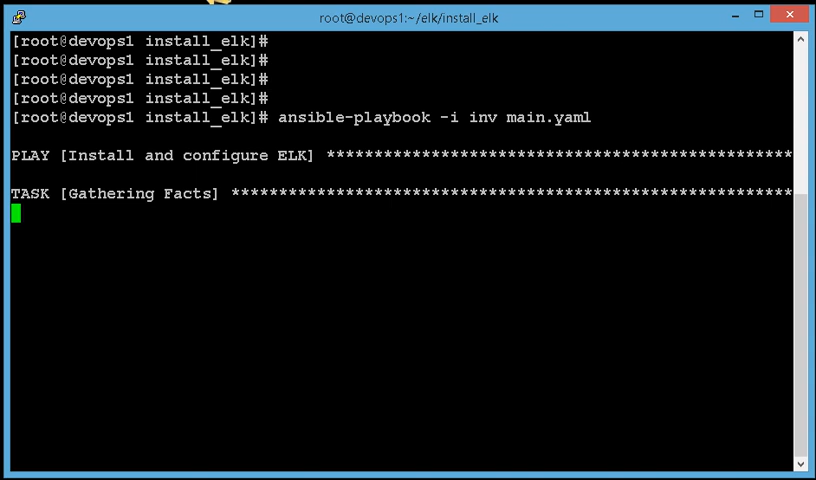 root@devops1:~/elk/install_elk
[root@devops1 install_elk]#
[root@devops1 install_elk]#
[root@devops1 install_elk]#
[root@devops1 install_elk]#
[root@devops1 install_elk]# ansible-playbook -i inv main.yaml
PLAY [Install and configure ELK] *************************************************
TASK [Gathering Facts] ***********************************************************